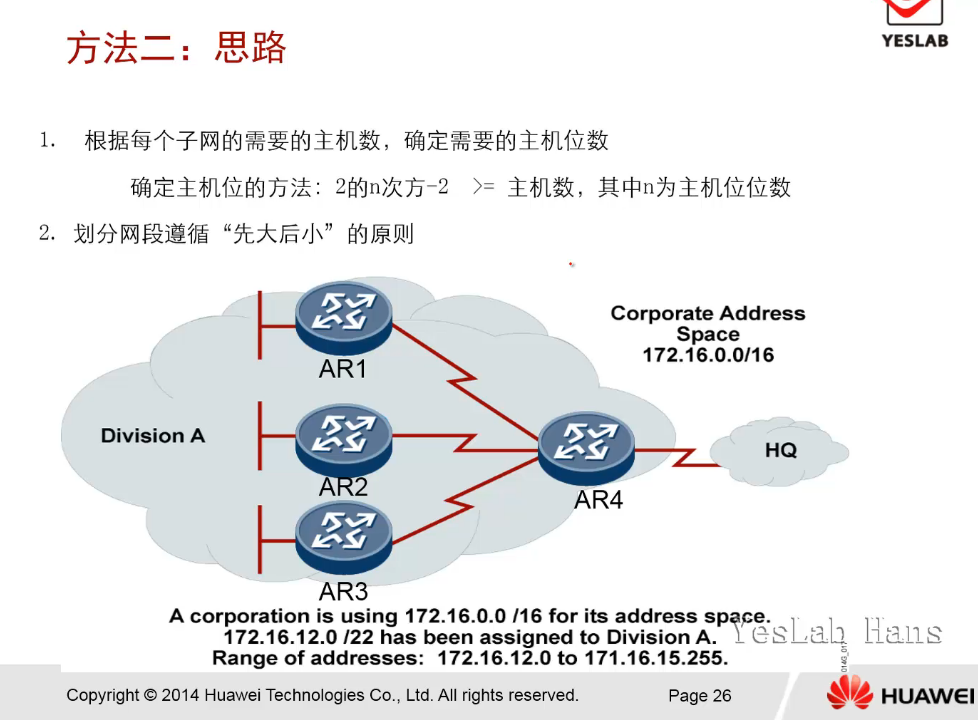 YESLAB
方法二：思路
1. 根据每个子网的需要的主机数，确定需要的主机位数
确定主机位的方法：2的n次方-2 >= 主机数，其中n为主机位位数
2. 划分网段遵循“先大后小”的原则
Corporate Address
Space
172.16.0.0/16
AR1
Division A
AR2
HQ
AR4
AR3
A corporation is using 172.16.0.0 /16 for its address space.
172.16.12.0 /22 has been assigned to Division A.
Range of addresses: 172.16.12.0 to 171.16.15.255.
YesLab Hans
Copyright © 2014 Huawei Technologies Co., Ltd. All rights reserved.
Page 26
HUAWEI